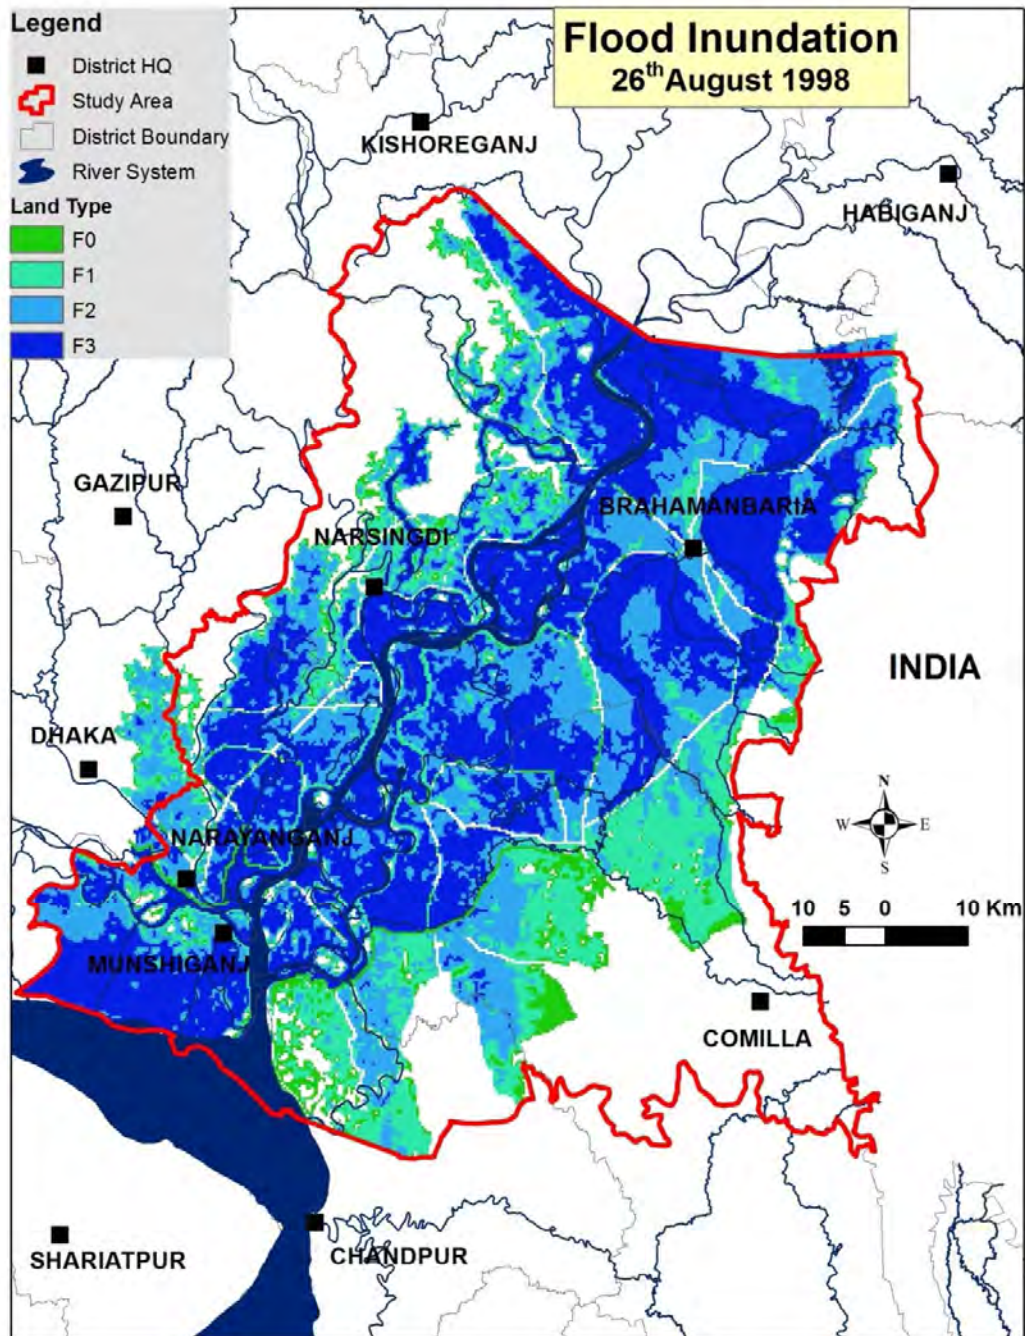 Legend
District HQ
Study Area
District Boundary
River System
Land Type
F0
F1
F2
F3
Flood Inundation
26th August 1998
KISHOREGANJ
HABIGANJ
GAZIPUR
NARSINGDI
BRAHAMANBARIA
INDIA
DHAKA
NARAYANGANJ
N
W E
S
10 5 0 10 Km
MUNSHIGANJ
COMILLA
SHARIATPUR
CHANDPUR